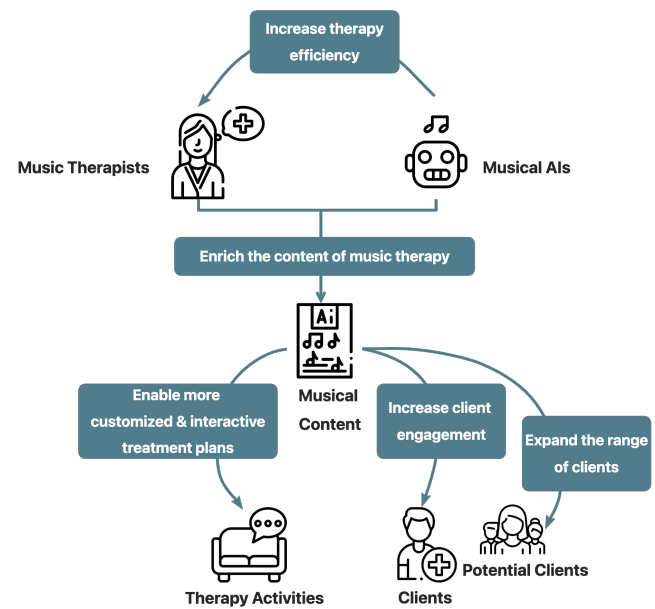 Increase therapy
efficiency
Music Therapists
Musical AIs
Enrich the content of music therapy
Ai
Musical
Content
Enable more
customized & interactive
treatment plans
Increase client
engagement
Expand the range
of clients
Therapy Activities
Clients
Potential Clients